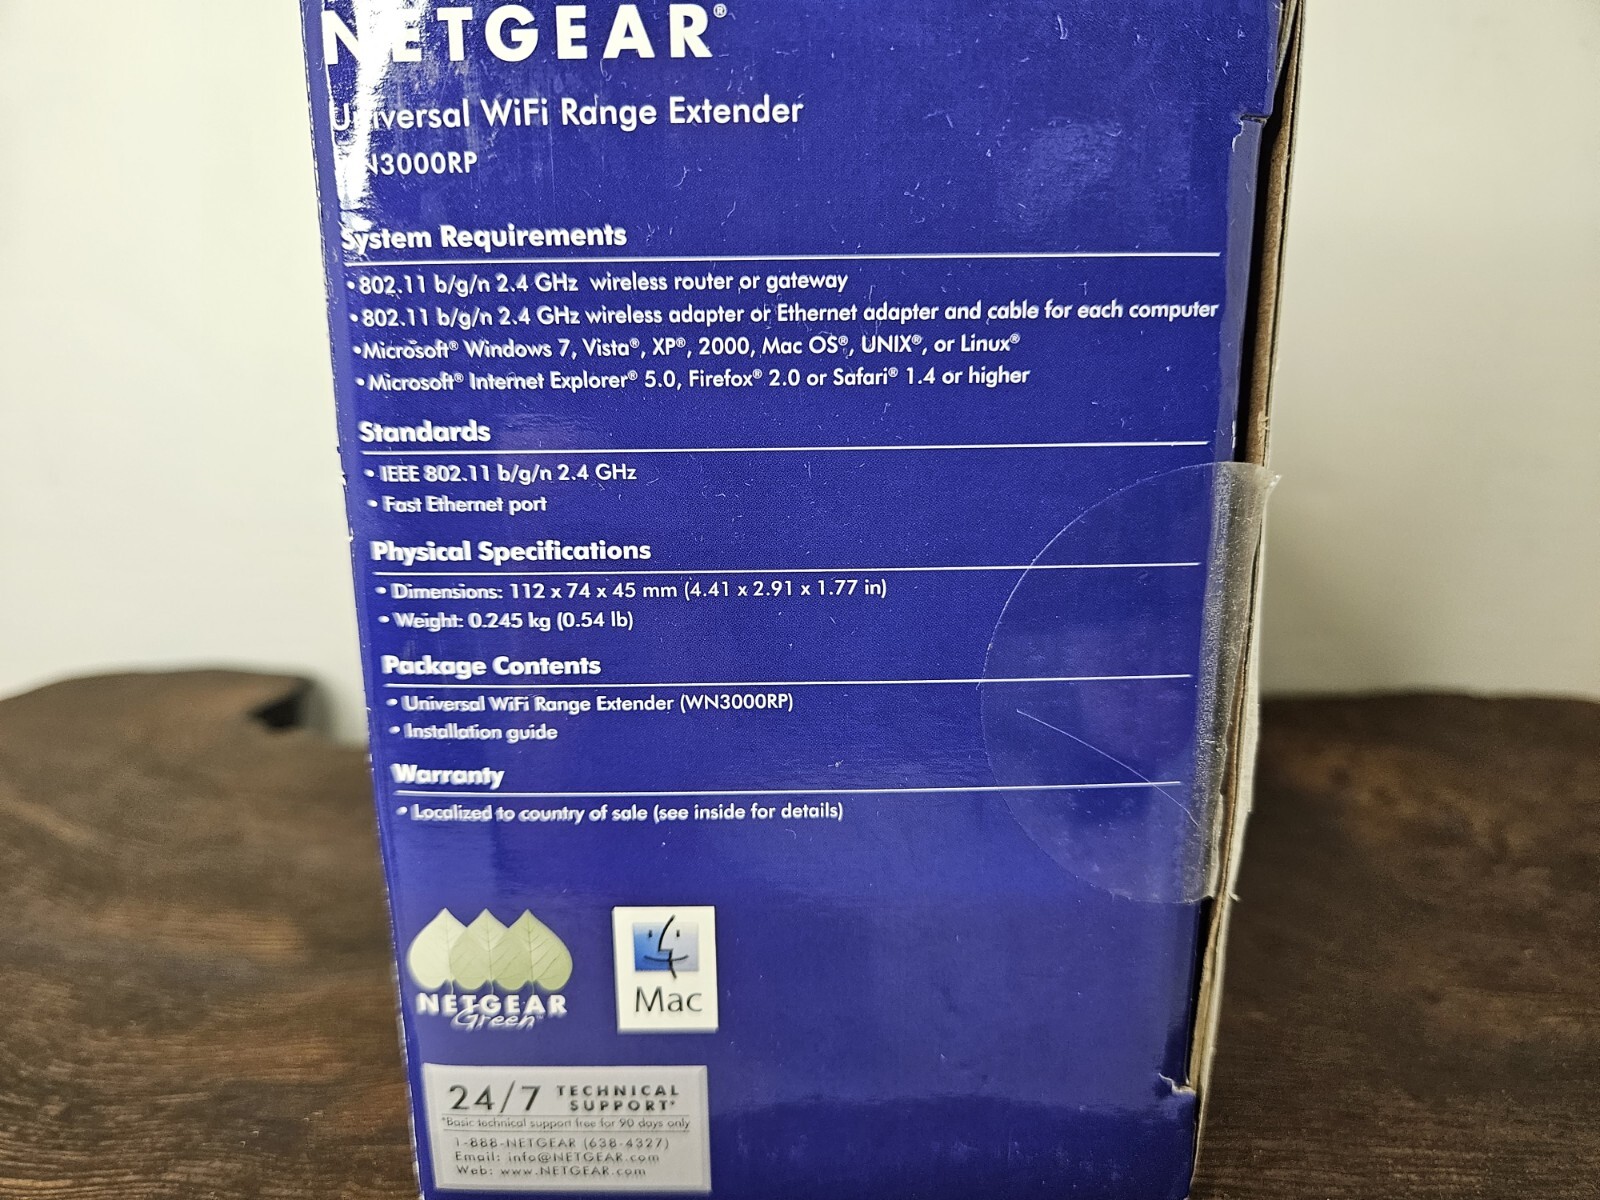 NETGEAR®
Universal WiFi Range Extender
WN3000RP
System Requirements
• 802.11 b/g/n 2.4 GHz wireless router or gateway
• 802.11 b/g/n 2.4 GHz wireless adapter or Ethernet adapter and cable for each computer
• Microsoft® Windows 7, Vista®, XP®, 2000, Mac OS®, UNIX®, or Linux®
• Microsoft® Internet Explorer® 5.0, Firefox® 2.0 or Safari® 1.4 or higher
Standards
• IEEE 802.11 b/g/n 2.4 GHz
• Fast Ethernet port
Physical Specifications
• Dimensions: 112 x 74 x 45 mm (4.41 x 2.91 x 1.77 in)
• Weight: 0.245 kg (0.54 lb)
Package Contents
• Universal WiFi Range Extender (WN3000RP)
• Installation guide
Warranty
• Localized to country of sale (see inside for details)
NETGEAR
Green™
Mac
24/7 TECHNICAL SUPPORT*
*Basic technical support free for 90 days only
1-888-NETGEAR (638-4327)
Email: info@NETGEAR.com
Web: www.NETGEAR.com